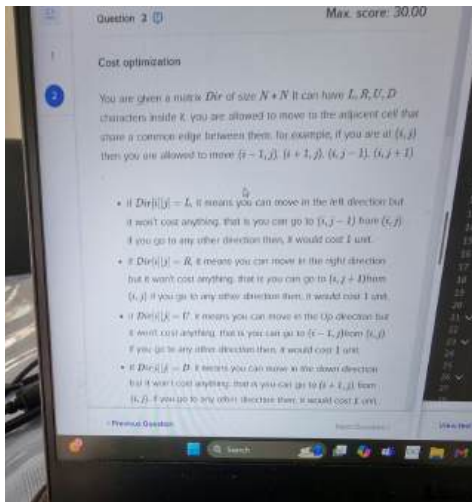 Question 2
Max. score: 30.00
1
Cost optimization
2
You are given a matrix Dir of size N * N It can have L, R, U, D
characters inside it, you are allowed to move to the adjacent cell that
share a common edge between them. for example, if you are at (i, j)
then you are allowed to move (i − 1, j), (i + 1, j), (i, j − 1), (i, j + 1)
• if Dir[i][j] = L, it means you can move in the left direction but
it won't cost anything, that is you can go to (i, j − 1) from (i, j)
if you go to any other direction then, it would cost 1 unit.
• if Dir[i][j] = R, it means you can move in the right direction
but it won't cost anything, that is you can go to (i, j + 1)from
(i, j) if you go to any other direction then, it would cost 1 unit.
• if Dir[i][j] = U, it means you can move in the Up direction but
it wont cost anything, that is you can go to (i − 1, j)from (i, j)
if you go to any other direction then, it would cost 1 unit
• if Dir[i][j] = D, it means you can move in the down direction
but it won't cost anything, that is you can go to (i + 1, j) from
(i, j). if you go to any other direction then, it would cost 1 unit.
‹ Previous Question
Next Question ›
Search